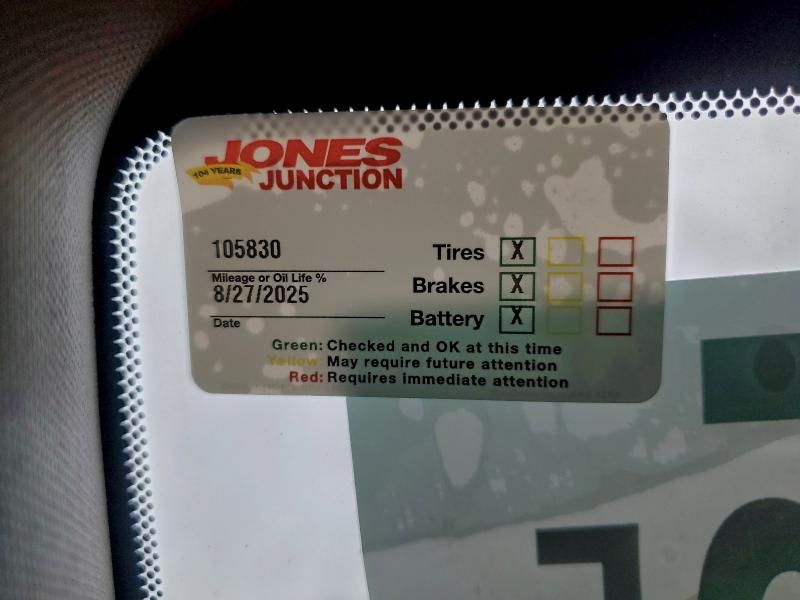 JONES
104 YEARS
JUNCTION
105830
Mileage or Oil Life %
8/27/2025
Date
Tires X
Brakes X
Battery X
Green: Checked and OK at this time
Yellow: May require future attention
Red: Requires immediate attention